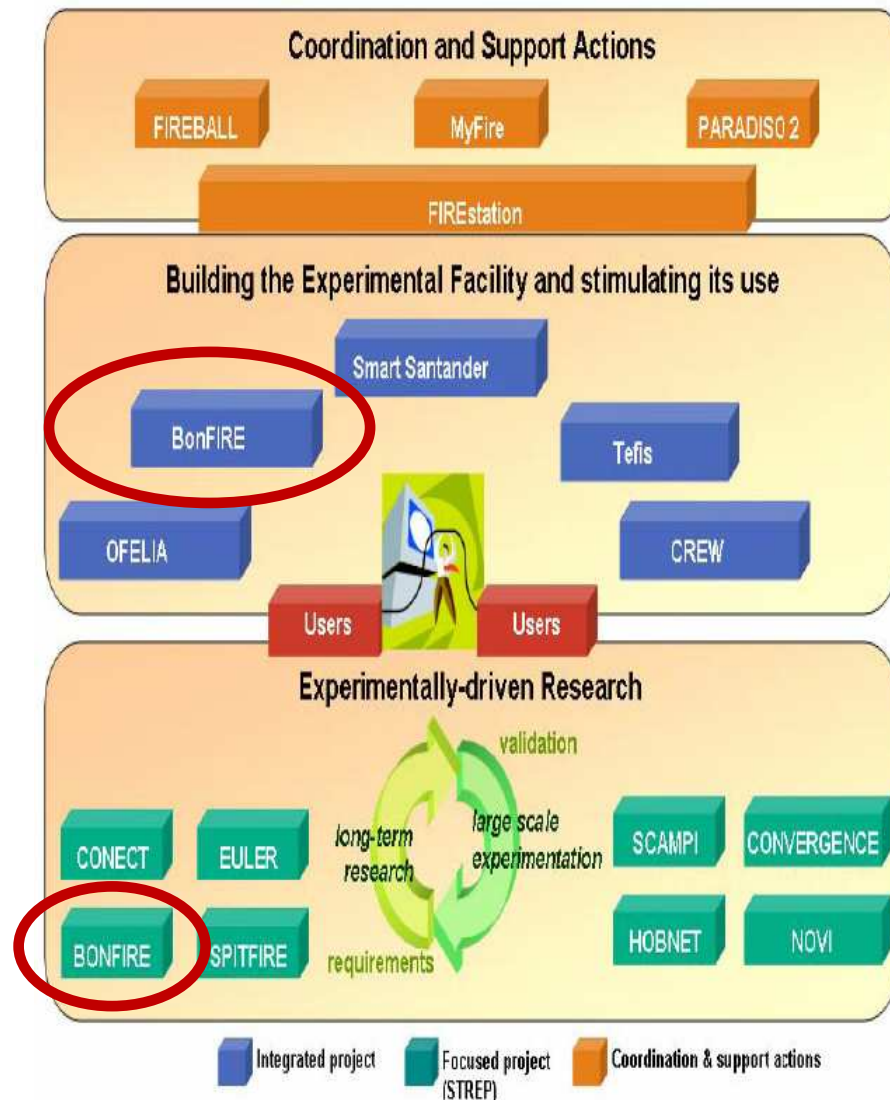 Coordination and Support Actions
FIREBALL
MyFire
PARADISO 2
FIREstation
Building the Experimental Facility and stimulating its use
Smart Santander
BonFIRE
Tefis
OFELIA
CREW
Users
Users
Experimentally-driven Research
validation
long-term
research
large scale
experimentation
requirements
CONECT
EULER
SCAMPI
CONVERGENCE
BONFIRE
SPITFIRE
HOBNET
NOVI
Integrated project
Focused project
(STREP)
Coordination & support actions